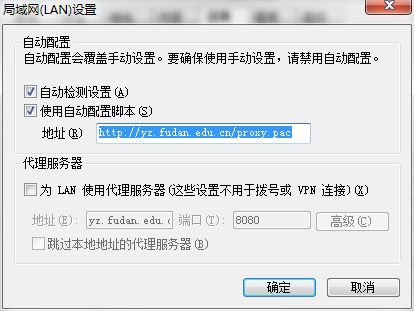 局域网(LAN)设置
自动配置
自动配置会覆盖手动设置。要确保使用手动设置，请禁用自动配置。
自动检测设置(A)
使用自动配置脚本(S)
地址(R) http://yz.fudan.edu.cn/proxy.pac
代理服务器
为 LAN 使用代理服务器(这些设置不用于拨号或 VPN 连接)(X)
地址(E): yz.fudan.edu. 端口(T): 8080 高级(C)
跳过本地地址的代理服务器(B)
确定 取消